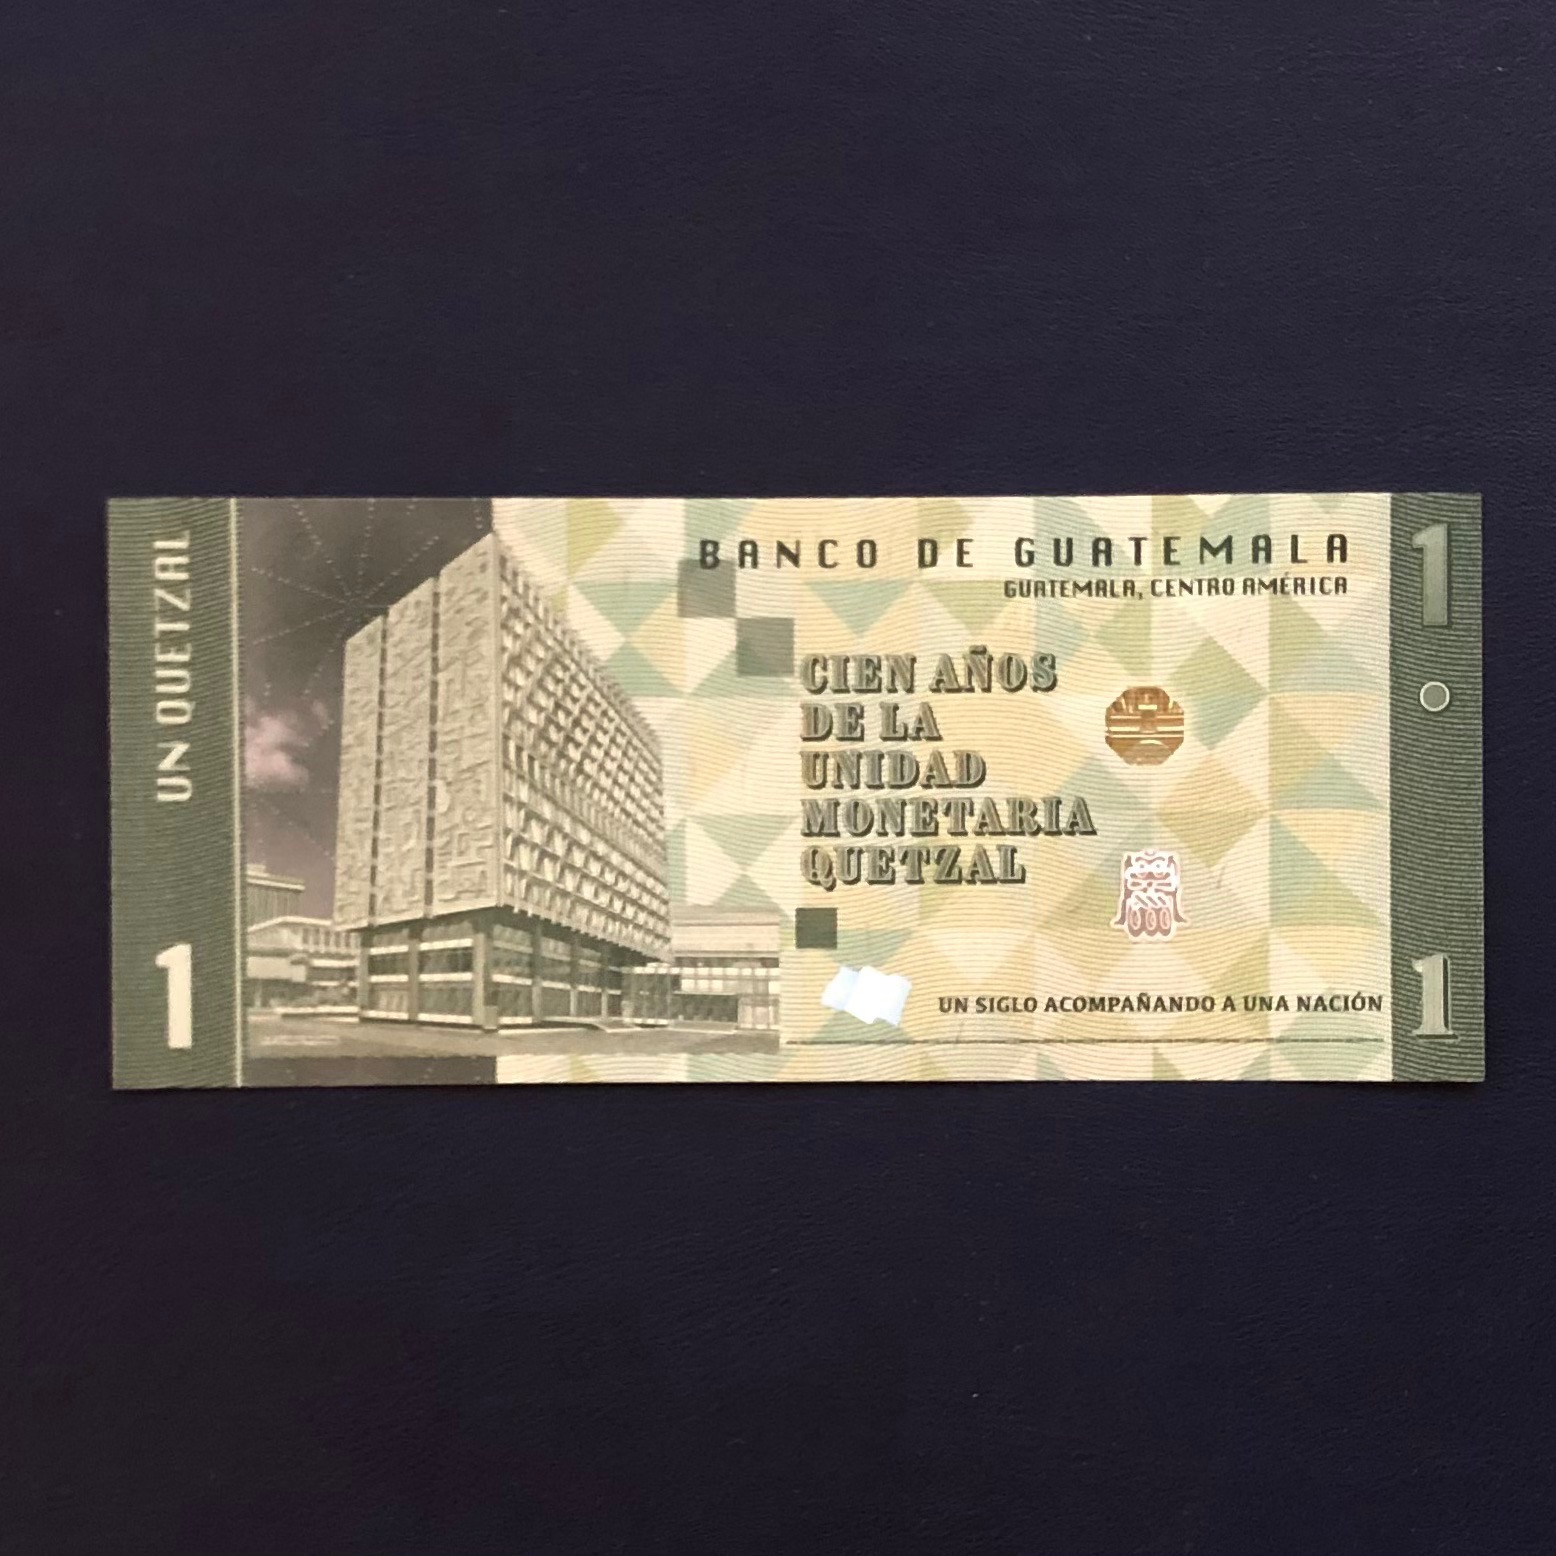 UN QUETZAL
1
BANCO DE GUATEMALA
GUATEMALA, CENTRO AMÉRICA
CIEN AÑOS
DE LA
UNIDAD
MONETARIA
QUETZAL
UN SIGLO ACOMPAÑANDO A UNA NACIÓN
1
1